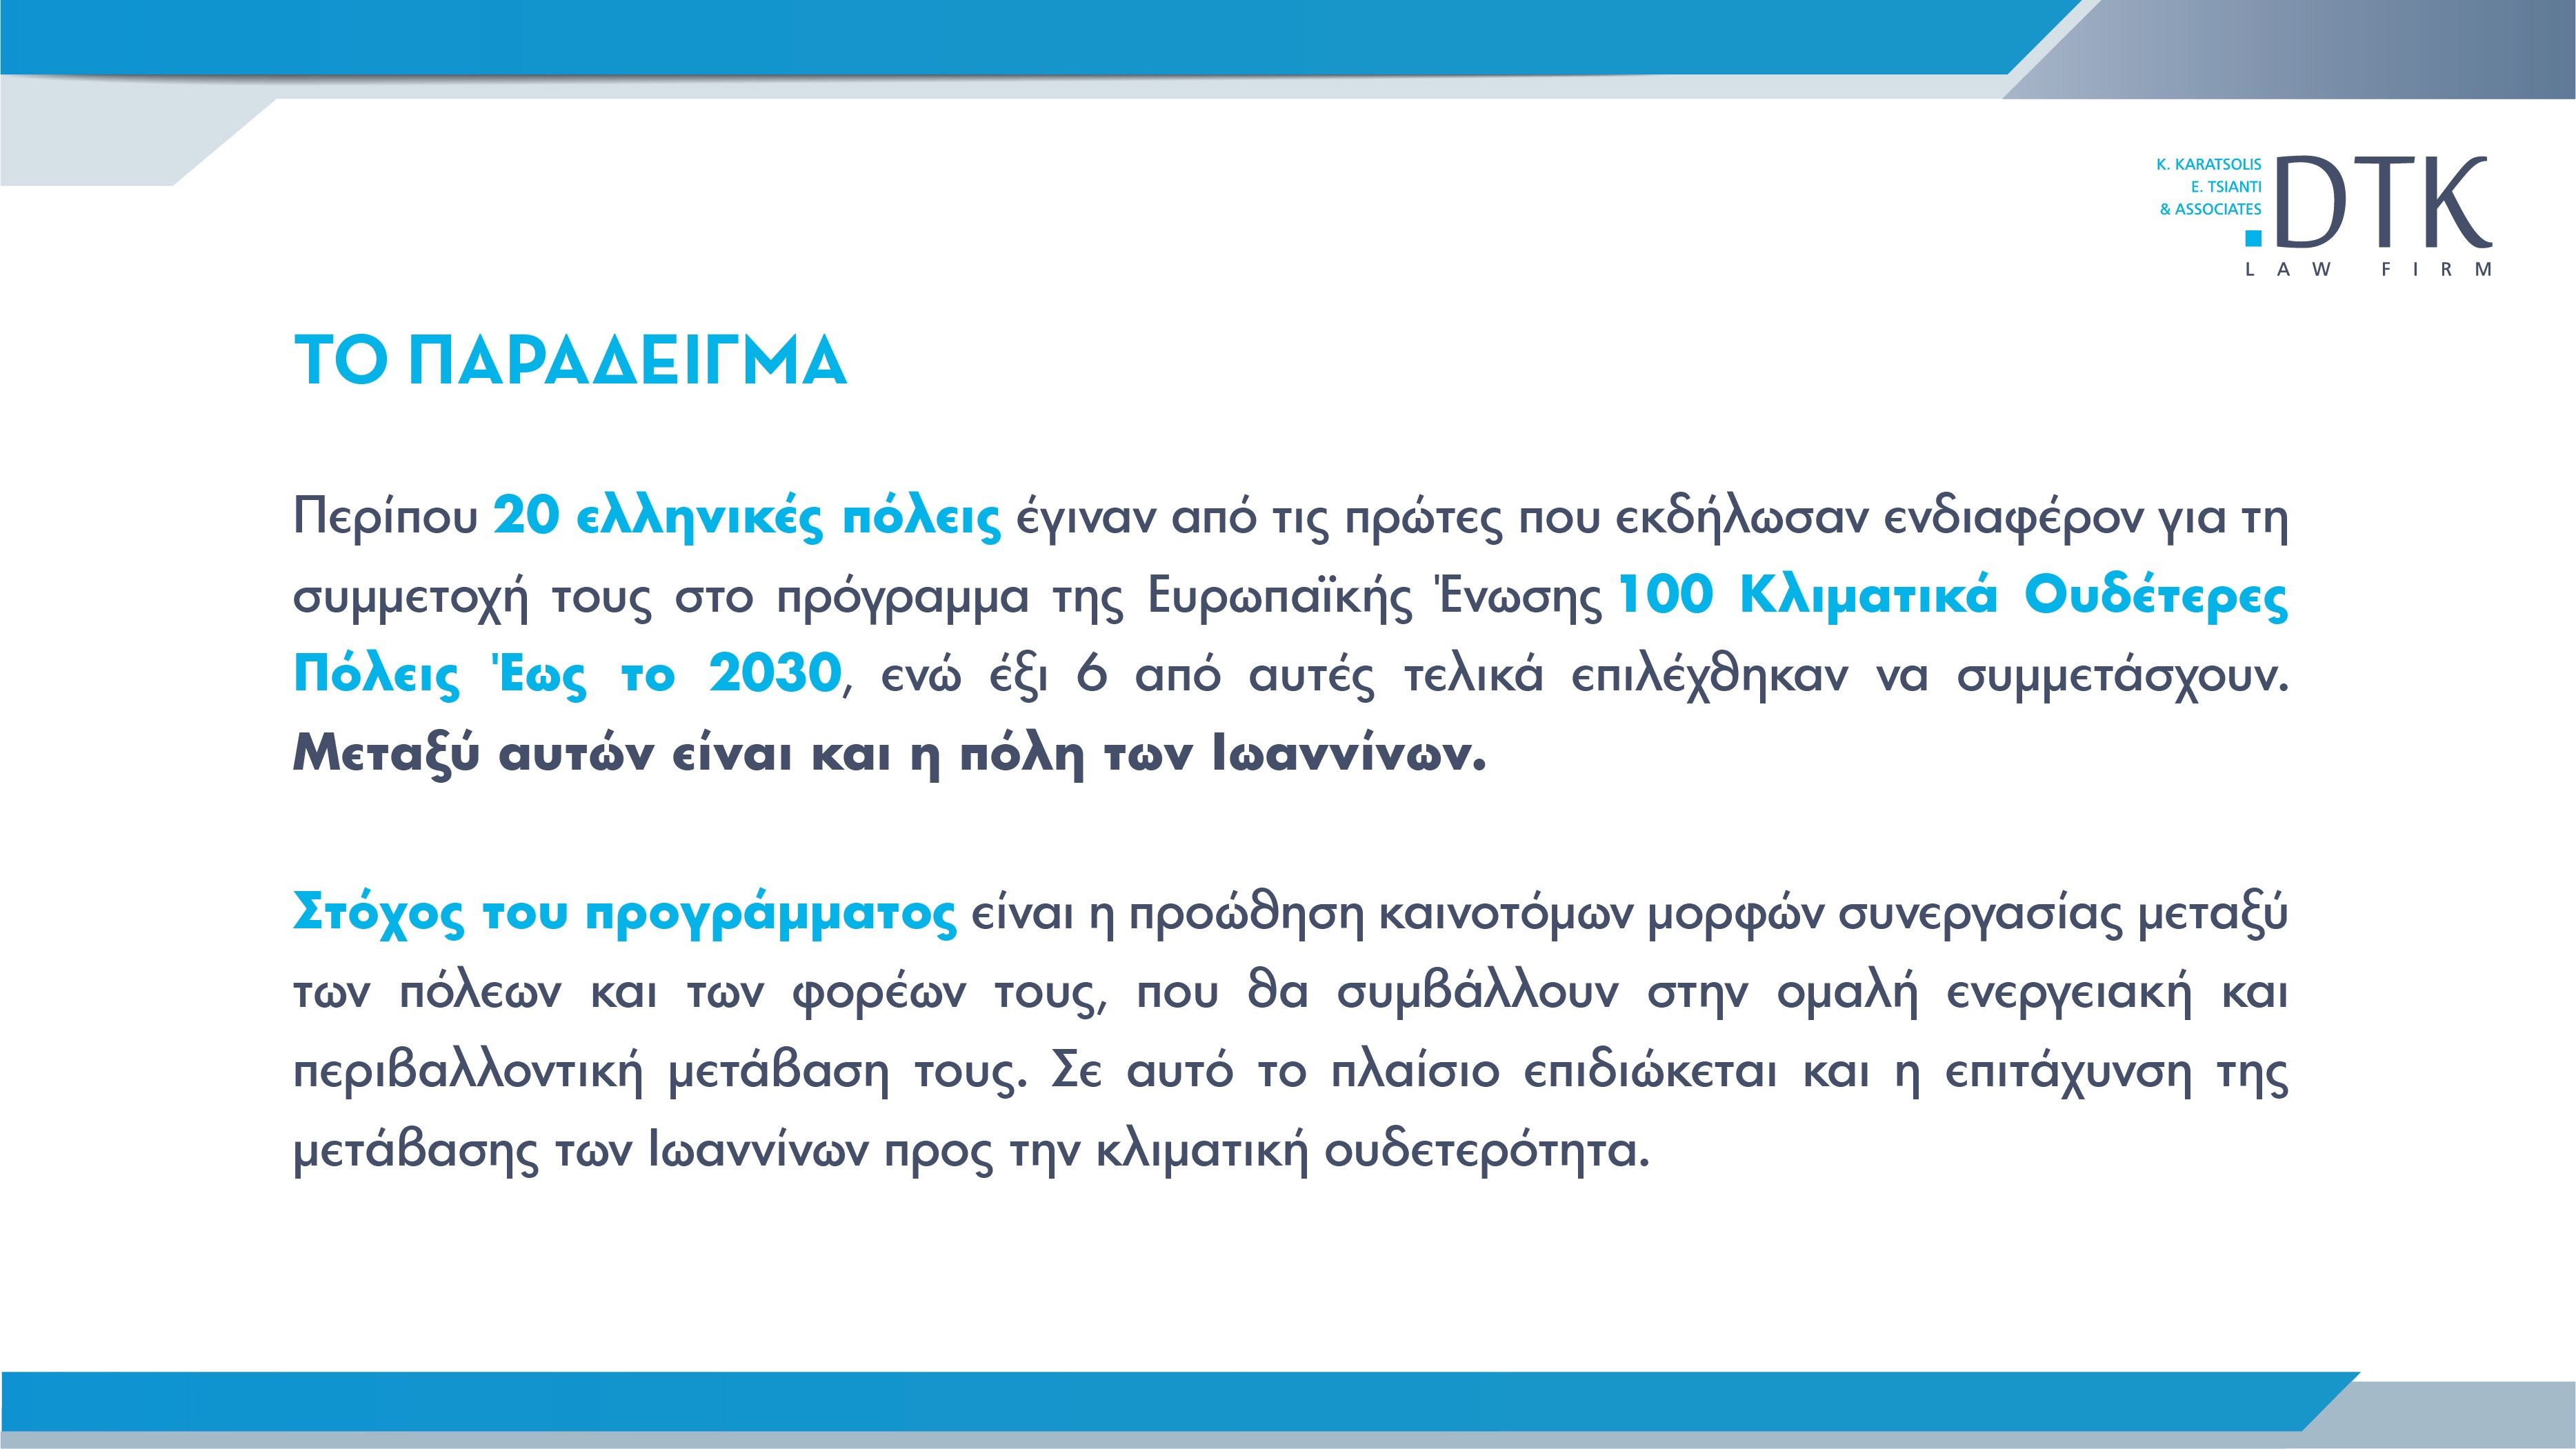 K. KARATSOLIS
E. TSIANTI
& ASSOCIATES
DTK
LAW FIRM
ΤΟ ΠΑΡΑΔΕΙΓΜΑ
Περίπου 20 ελληνικές πόλεις έγιναν από τις πρώτες που εκδήλωσαν ενδιαφέρον για τη
συμμετοχή τους στο πρόγραμμα της Ευρωπαϊκής Ένωσης 100 Κλιματικά Ουδέτερες
Πόλεις Έως το 2030, ενώ έξι 6 από αυτές τελικά επιλέχθηκαν να συμμετάσχουν.
Μεταξύ αυτών είναι και η πόλη των Ιωαννίνων.
Στόχος του προγράμματος είναι η προώθηση καινοτόμων μορφών συνεργασίας μεταξύ
των πόλεων και των φορέων τους, που θα συμβάλλουν στην ομαλή ενεργειακή και
περιβαλλοντική μετάβαση τους. Σε αυτό το πλαίσιο επιδιώκεται και η επιτάχυνση της
μετάβασης των Ιωαννίνων προς την κλιματική ουδετερότητα.